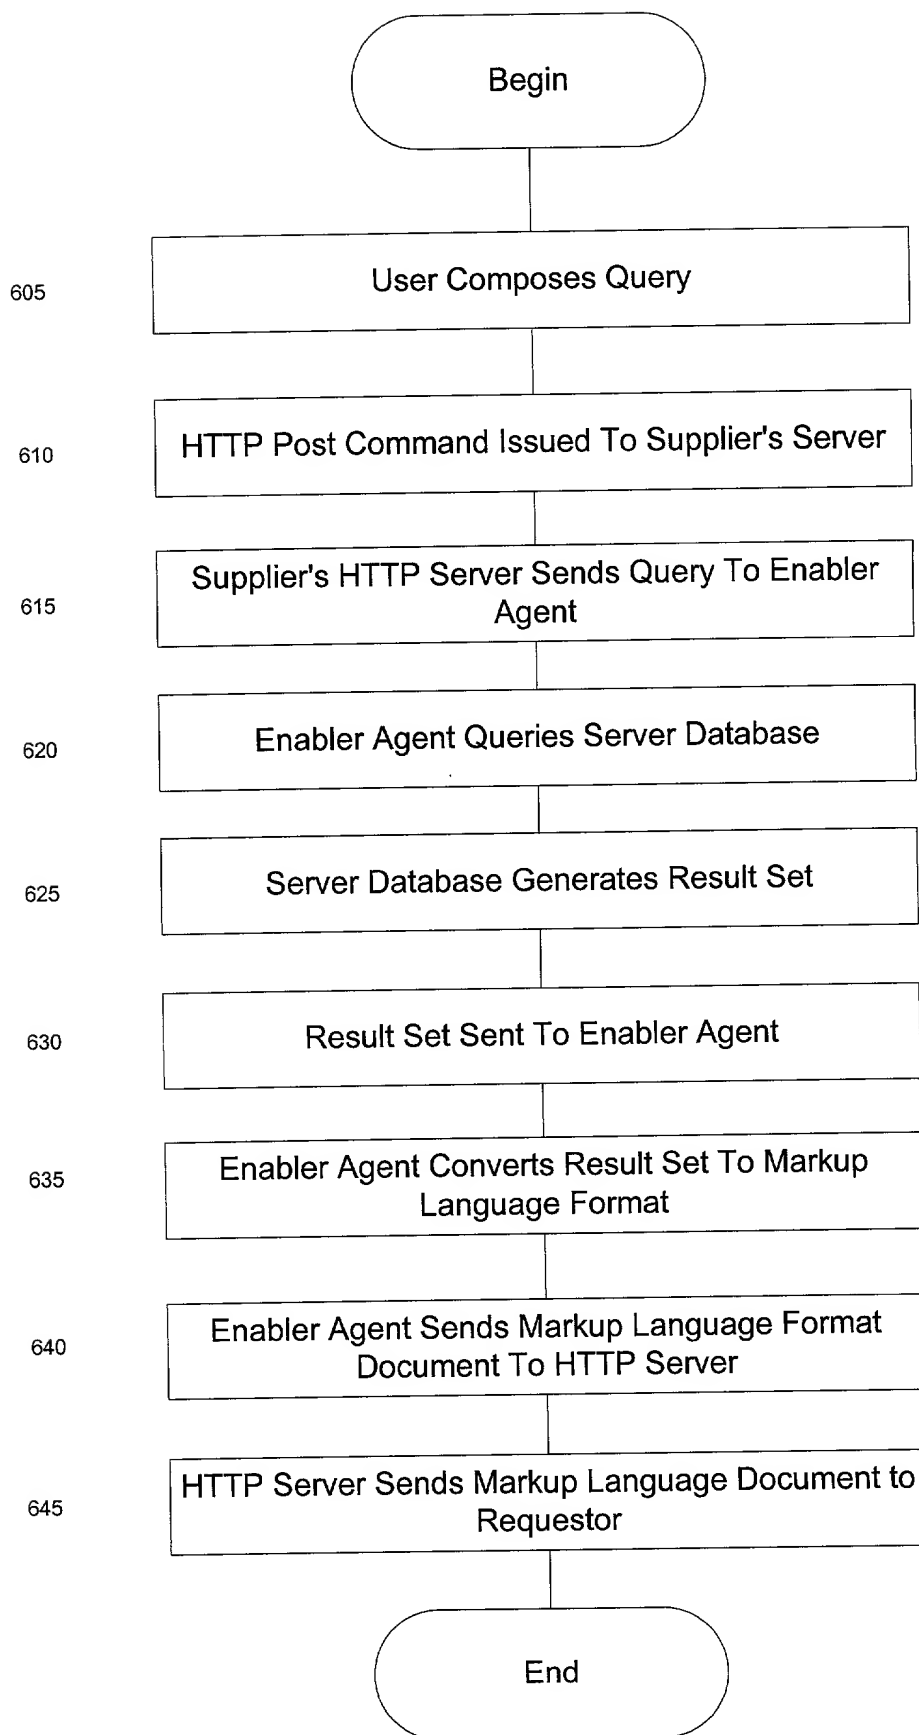 Begin
605
User Composes Query
610
HTTP Post Command Issued To Supplier's Server
615
Supplier's HTTP Server Sends Query To Enabler
Agent
620
Enabler Agent Queries Server Database
625
Server Database Generates Result Set
630
Result Set Sent To Enabler Agent
635
Enabler Agent Converts Result Set To Markup
Language Format
640
Enabler Agent Sends Markup Language Format
Document To HTTP Server
645
HTTP Server Sends Markup Language Document to
Requestor
End